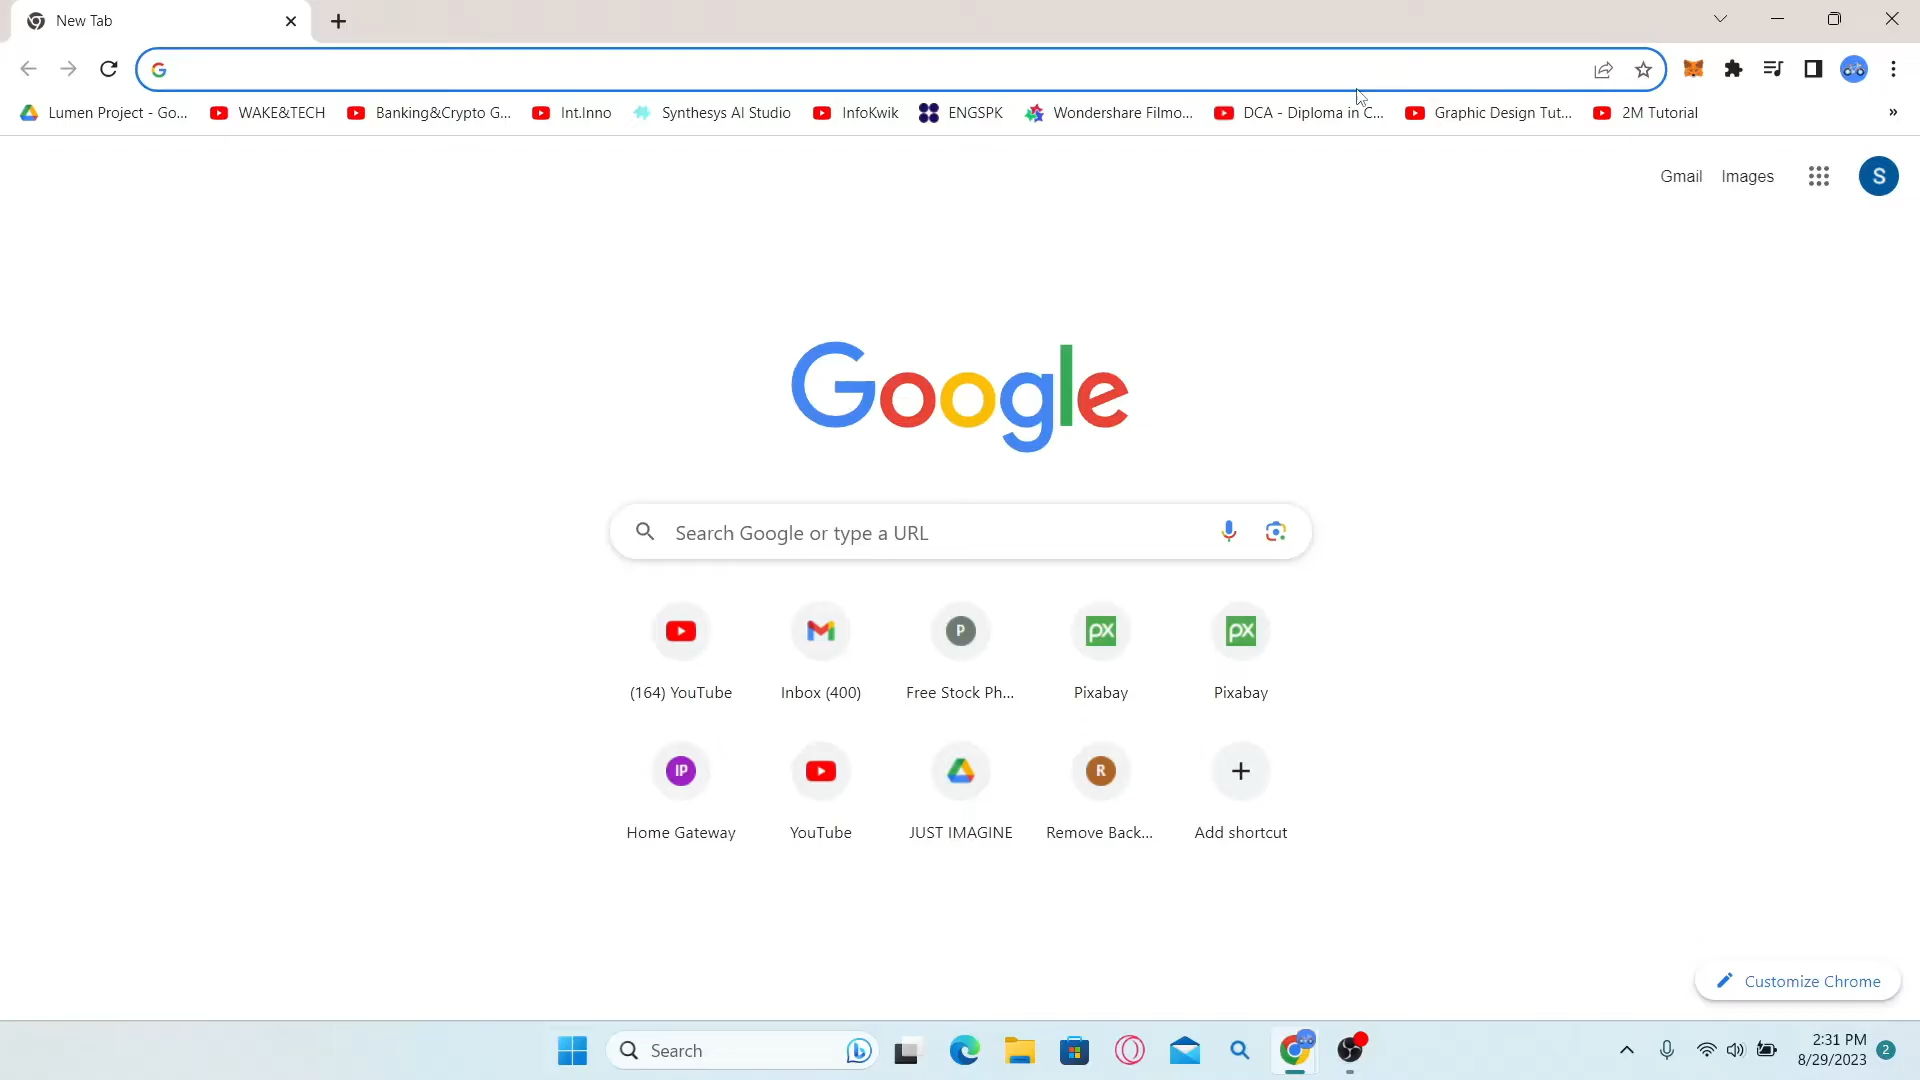 New Tab
Lumen Project - Go... WAKE&TECH Banking&Crypto G... Int.Inno Synthesys AI Studio InfoKwik ENGSPK Wondershare Filmo... DCA - Diploma in C... Graphic Design Tut... 2M Tutorial »
Gmail Images S
Google
Search Google or type a URL
P px px
(164) YouTube Inbox (400) Free Stock Ph... Pixabay Pixabay
IP R
Home Gateway YouTube JUST IMAGINE Remove Back... Add shortcut
Customize Chrome
Search
2:31 PM
8/29/2023 2